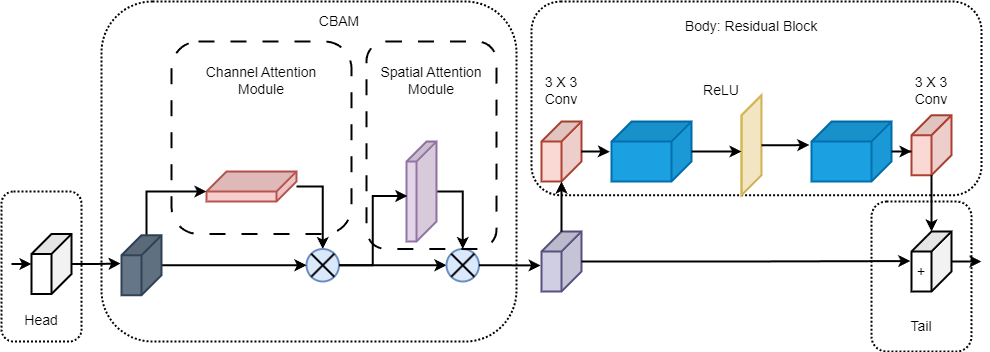 CBAM
Body: Residual Block
Channel Attention
Module
Spatial Attention
Module
3 X 3
Conv
ReLU
3 X 3
Conv
+
Head
Tail